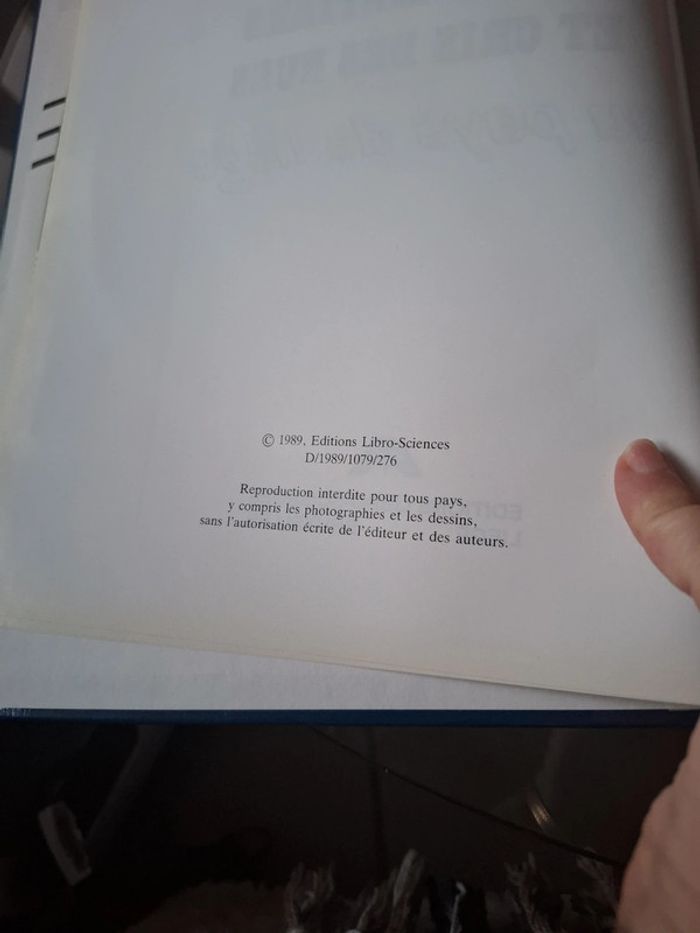 © 1989, Editions Libro-Sciences
D/1989/1079/276
Reproduction interdite pour tous pays,
y compris les photographies et les dessins,
sans l'autorisation écrite de l'éditeur et des auteurs.